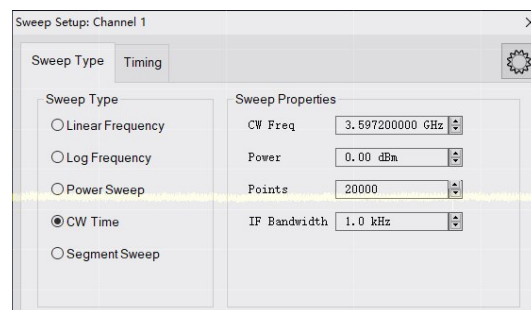 Sweep Setup: Channel 1
Sweep Type
Timing
Sweep Type
Linear Frequency
Log Frequency
Power Sweep
CW Time
Segment Sweep
Sweep Properties
CW Freq 3.597200000 GHz
Power 0.00 dBm
Points 20000
IF Bandwidth 1.0 kHz